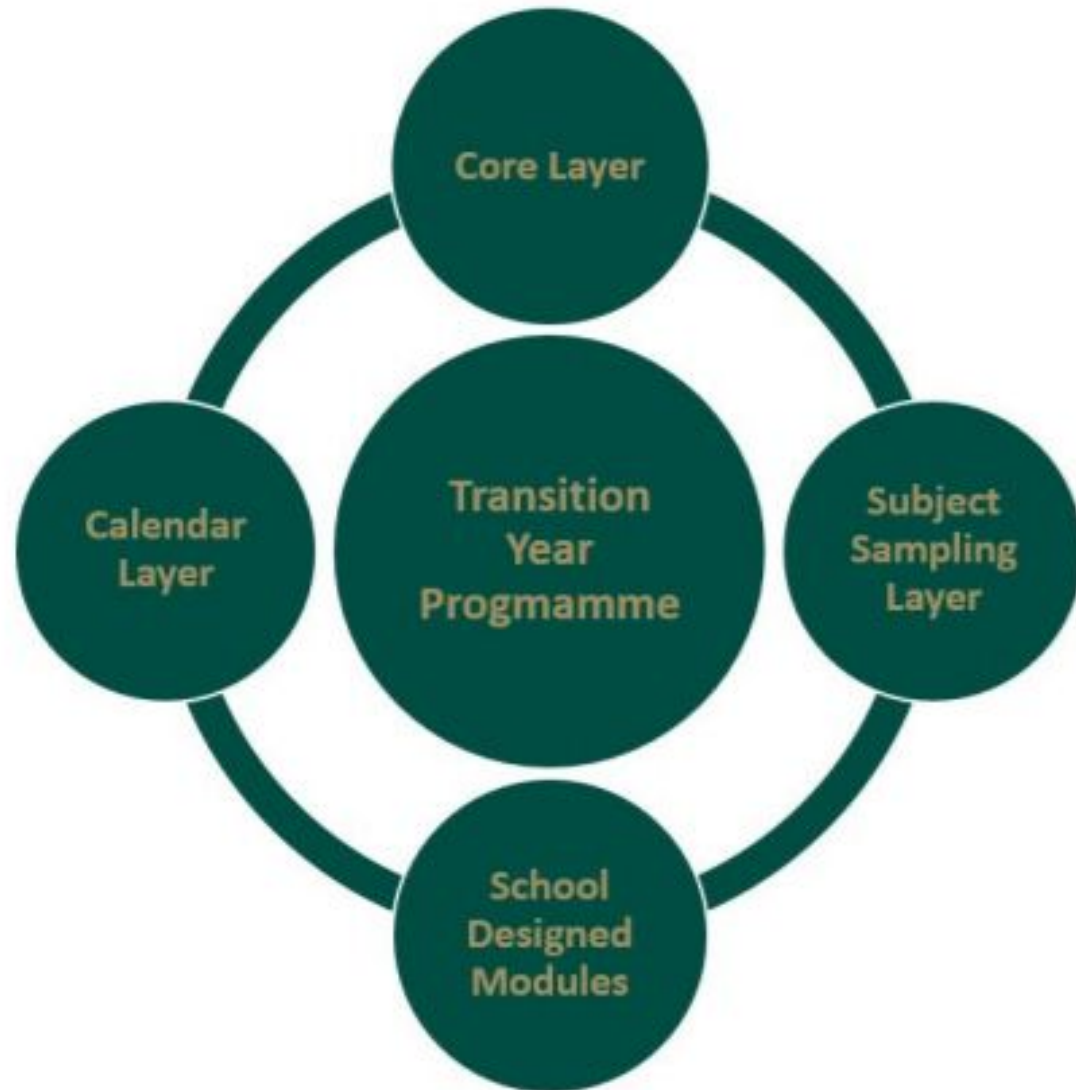 Core Layer
Calendar
Layer
Transition
Year
Progmamme
Subject
Sampling
Layer
School
Designed
Modules